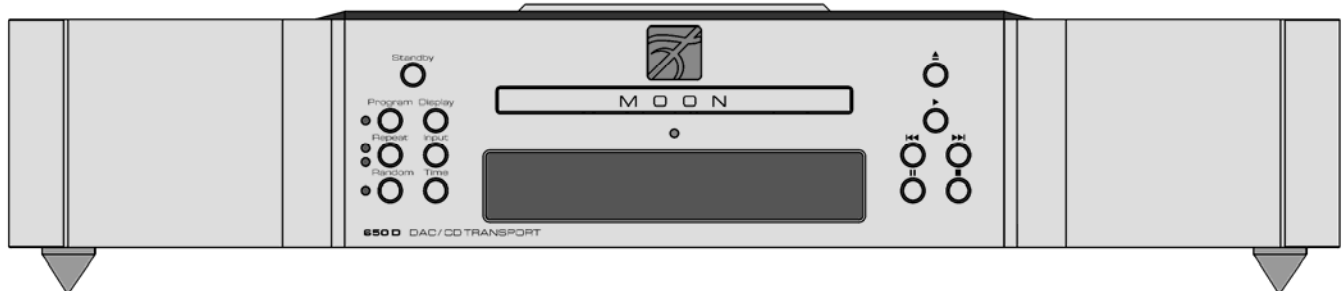 Standby
Program Display
Repeat Input
Random Time
MOON
650D DAC/CD TRANSPORT